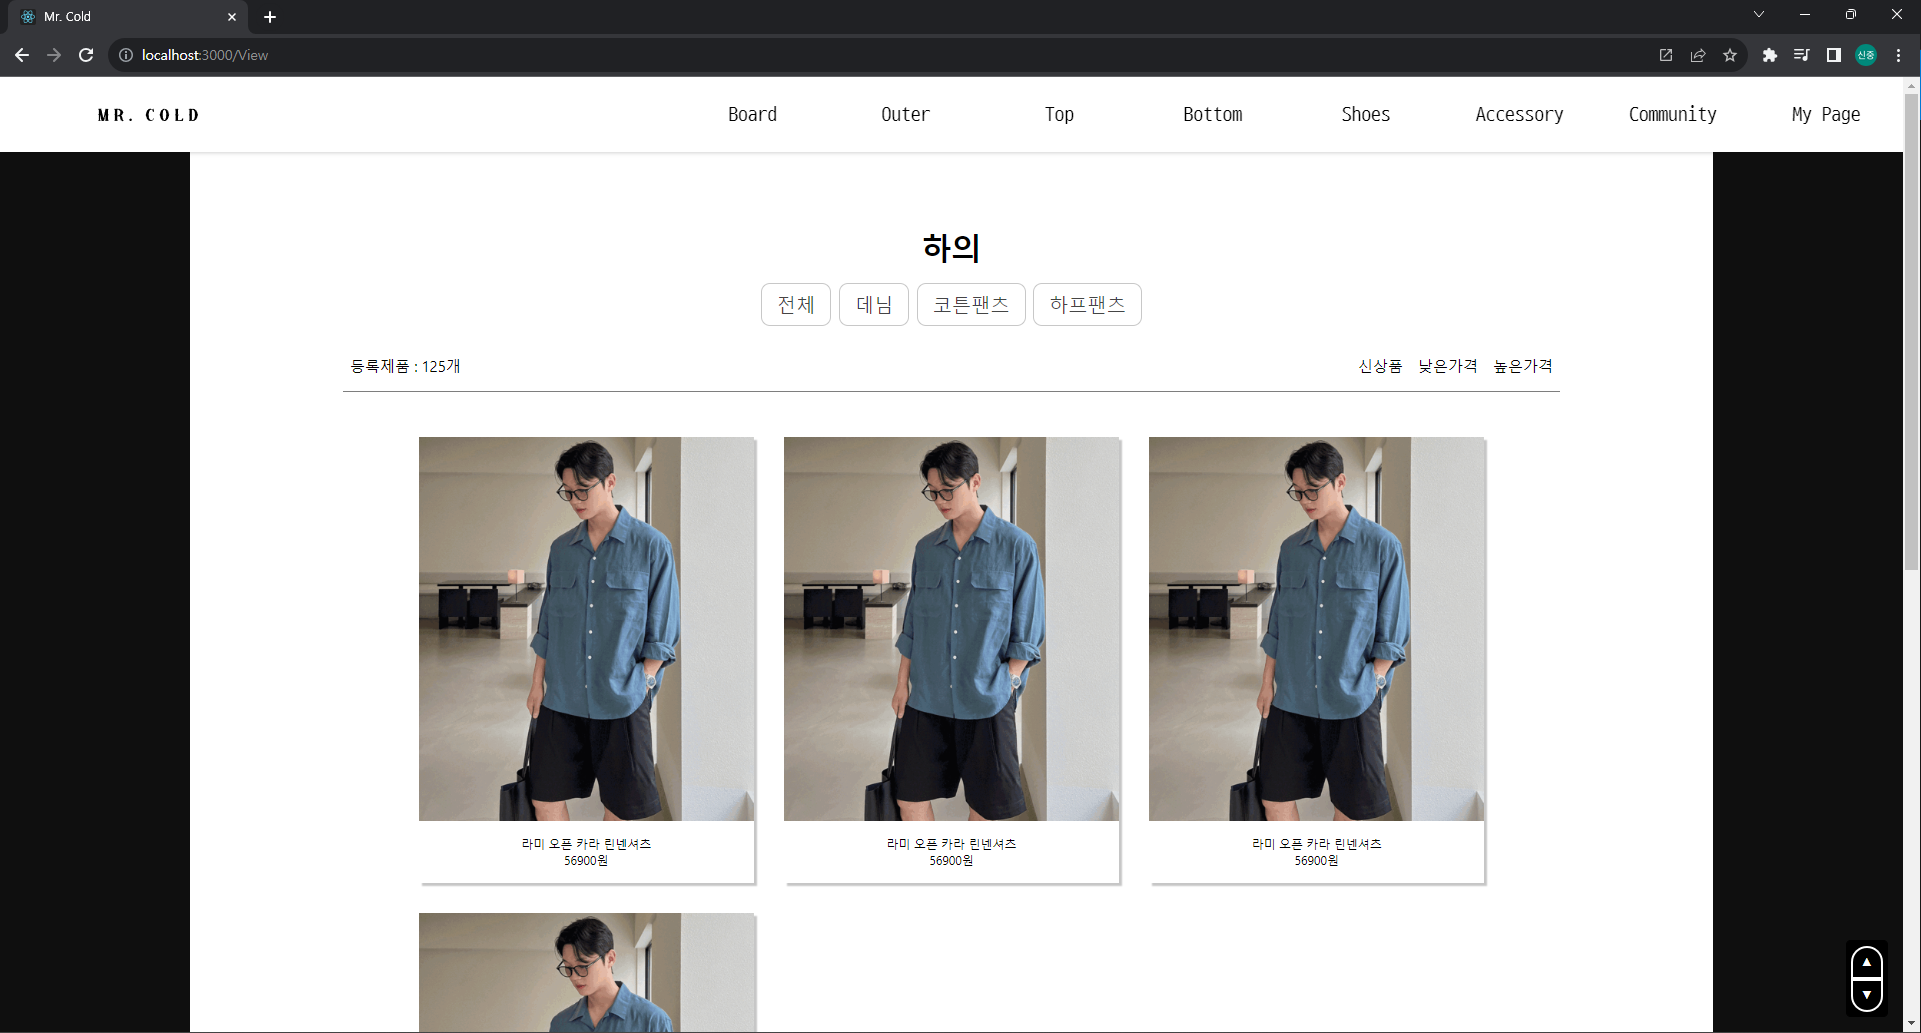 Mr. Cold
localhost:3000/View
신중
MR. COLD
Board Outer Top Bottom Shoes Accessory Community My Page
하의
전체 데님 코튼팬츠 하프팬츠
등록제품 : 125개 신상품 낮은가격 높은가격
라미 오픈 카라 린넨셔츠 라미 오픈 카라 린넨셔츠 라미 오픈 카라 린넨셔츠
56900원 56900원 56900원